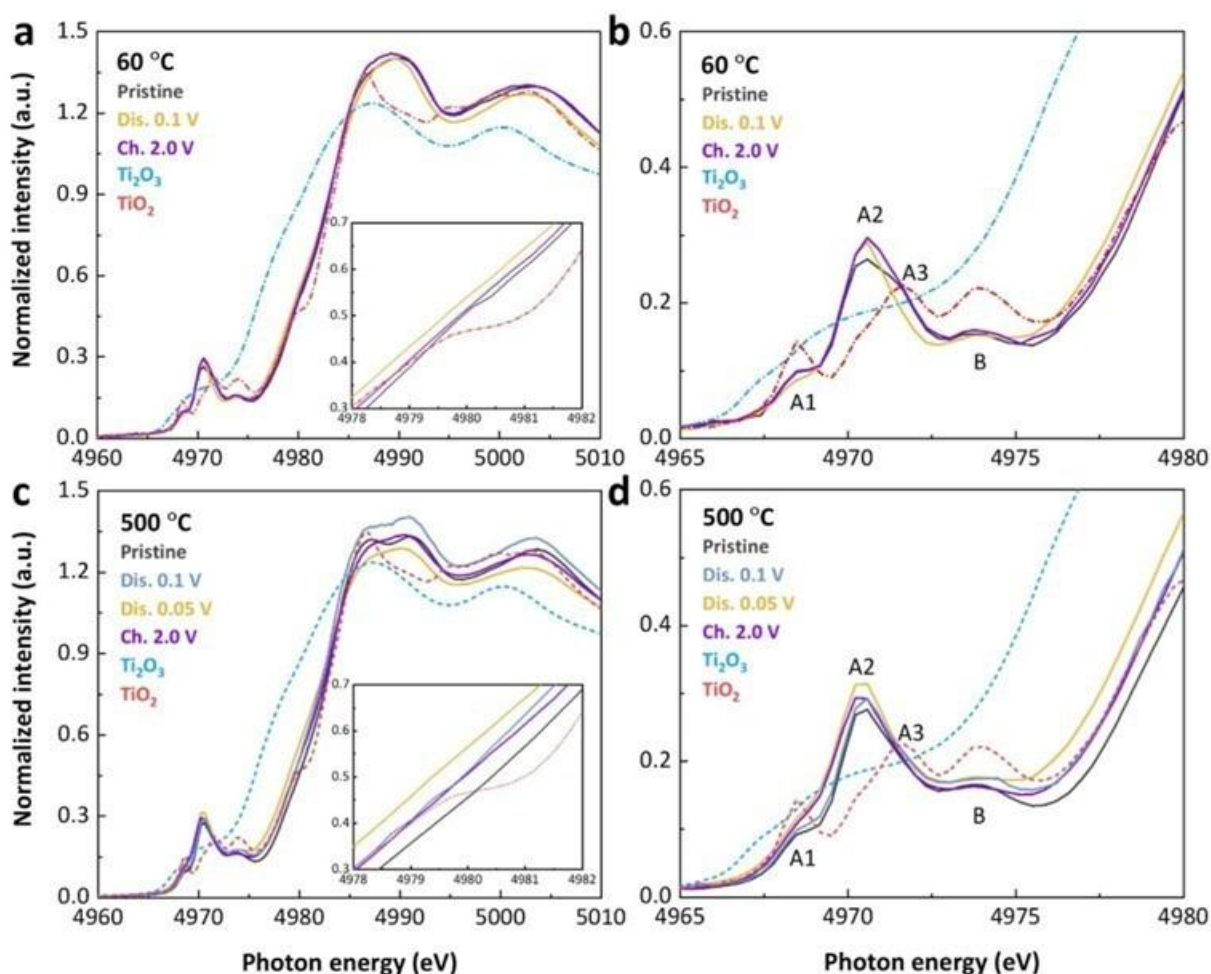 a
60 °C
Pristine
Dis. 0.1 V
Ch. 2.0 V
Ti₂O₃
TiO₂
Normalized intensity (a.u.)
1.5
1.2
0.9
0.6
0.3
0.0
4960 4970 4980 4990 5000 5010
0.7
0.6
0.5
0.4
0.3
4978 4979 4980 4981 4982
b
60 °C
Pristine
Dis. 0.1 V
Ch. 2.0 V
Ti₂O₃
TiO₂
A2
A3
A1
B
0.6
0.4
0.2
0.0
4965 4970 4975 4980
c
500 °C
Pristine
Dis. 0.1 V
Dis. 0.05 V
Ch. 2.0 V
Ti₂O₃
TiO₂
Normalized intensity (a.u.)
1.5
1.2
0.9
0.6
0.3
0.0
4960 4970 4980 4990 5000 5010
0.7
0.6
0.5
0.4
0.3
4978 4979 4980 4981 4982
Photon energy (eV)
d
500 °C
Pristine
Dis. 0.1 V
Dis. 0.05 V
Ch. 2.0 V
Ti₂O₃
TiO₂
A2
A3
A1
B
0.6
0.4
0.2
0.0
4965 4970 4975 4980
Photon energy (eV)